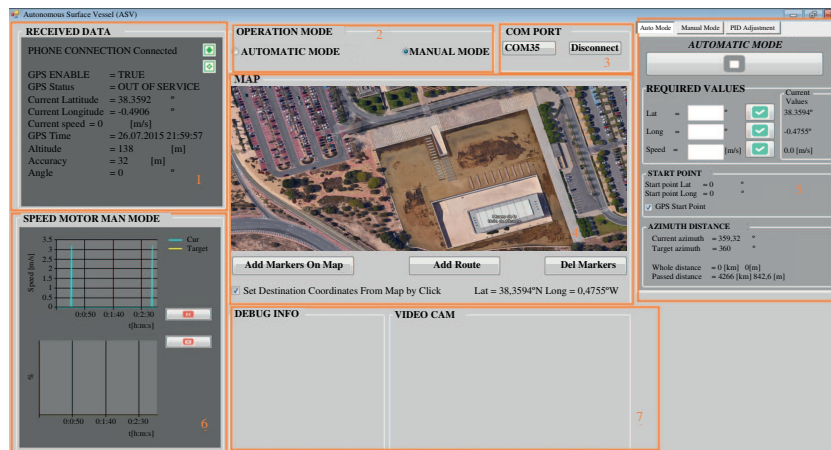 Autonomous Surface Vessel (ASV)
RECEIVED DATA
PHONE CONNECTION Connected
GPS ENABLE = TRUE
GPS Status = OUT OF SERVICE
Current Lattitude = 38.3592 "
Current Longitude = -0.4906 "
Current speed = 0 [m/s]
GPS Time = 26.07.2015 21:59:57
Altitude = 138 [m]
Accuracy = 32 [m]
Angle = 0 "
1
OPERATION MODE
2
AUTOMATIC MODE
MANUAL MODE
COM PORT
COM35
Disconnect
3
MAP
Add Markers On Map
Add Route
Del Markers
Set Destination Coordinates From Map by Click
Lat = 38,3594ºN Long = 0,4755ºW
Auto Mode
Manual Mode
PID Adjustment
AUTOMATIC MODE
REQUIRED VALUES
Current
Values
Lat = º 38.3594º
Long = º -0.4755º
Speed = [m/s] 0.0 [m/s]
START POINT
Start point Lat = 0 º
Start point Long = 0 º
GPS Start Point
AZIMUTH DISTANCE
Current azimuth = 359,32 º
Target azimuth = 360 º
Whole distance = 0 [km] 0[m]
Passed distance = 4266 [km] 842,6 [m]
SPEED MOTOR MAN MODE
Cur
Target
Speed [m/s]
3.5
3
2.5
2
1.5
1
0.5
0
0:0:50 0:1:40 0:2:30
t[h:m:s]
%
0:0:50 0:1:40 0:2:30
t[h:m:s]
6
DEBUG INFO
VIDEO CAM
7